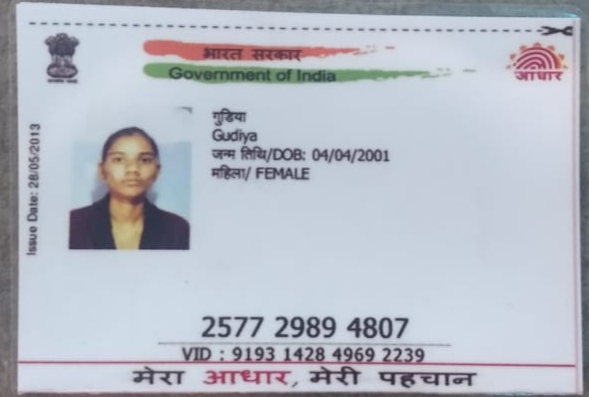 भारत सरकार
Government of India
आधार
Issue Date: 28/05/2013
गुडिया
Gudiya
जन्म तिथि/DOB: 04/04/2001
महिला/ FEMALE
2577 2989 4807
VID : 9193 1428 4969 2239
मेरा आधार, मेरी पहचान